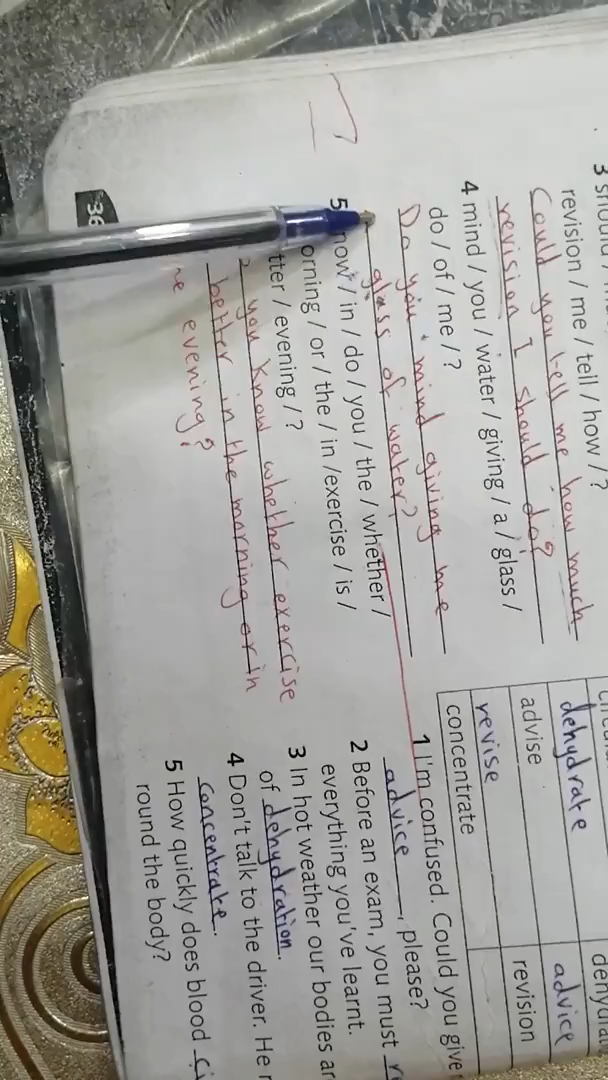 3 should
revision / me / tell / how / ?
Could you tell me how much
revision I should do?
4 mind / you / water / giving / a / glass /
do / of / me / ?
Do you mind giving me
glass of water?
5 now / in / do / you / the / whether /
orning / or / the / in /exercise / is /
tter / evening / ?
you know whether exercise
better in the morning or in
he evening?
36
dehydrate
advise
revise
concentrate
advice
revision
1 I'm confused. Could you give
advice, please?
2 Before an exam, you must
everything you've learnt.
3 In hot weather our bodies ar
of dehydration.
4 Don't talk to the driver. He
concentrate.
5 How quickly does blood ci
round the body?